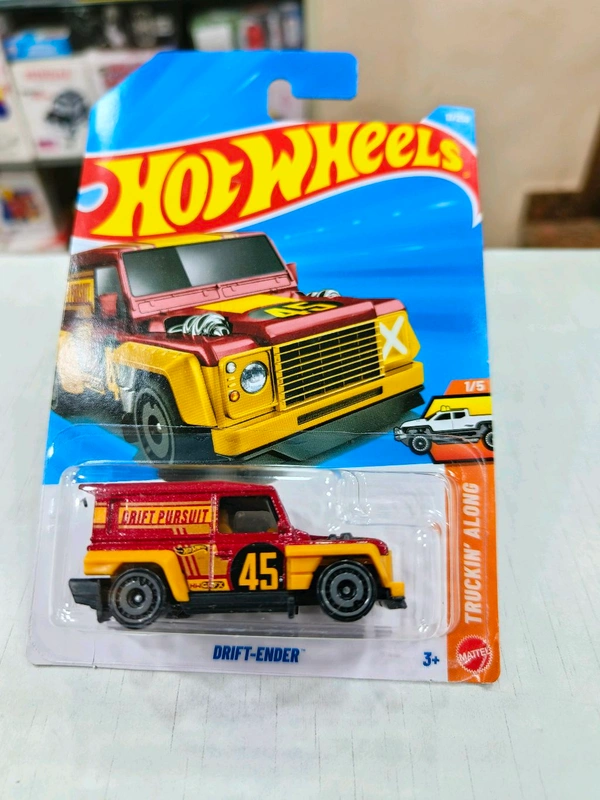 HOT WHEELS
45
X
1/5
TRUCKIN' ALONG
DRIFT PURSUIT
45
DRIFT-ENDER
3+
MATTEL